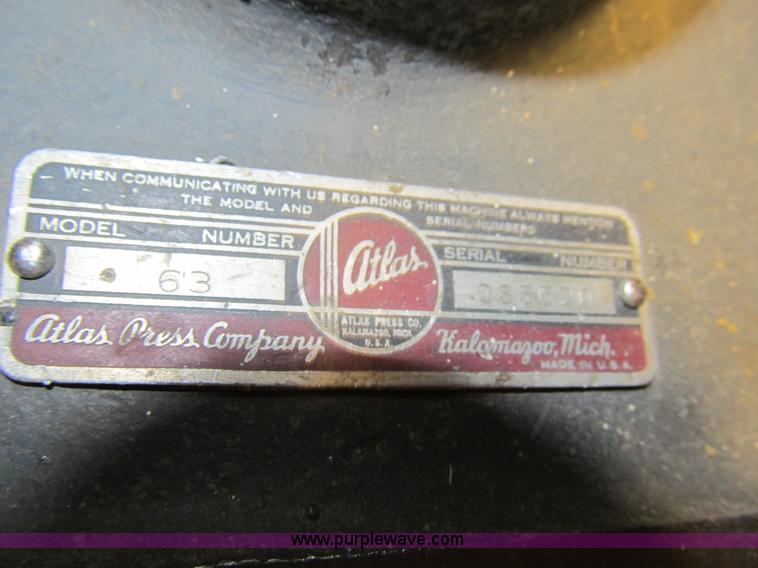 WHEN COMMUNICATING WITH US REGARDING THIS MACHINE ALWAYS MENTION
THE MODEL AND SERIAL NUMBERS
MODEL NUMBER
63
Atlas
ATLAS PRESS CO.
KALAMAZOO, MICH.
U.S.A.
SERIAL NUMBER
Atlas Press Company
Kalamazoo, Mich.
MADE IN U.S.A.
www.purplewave.com